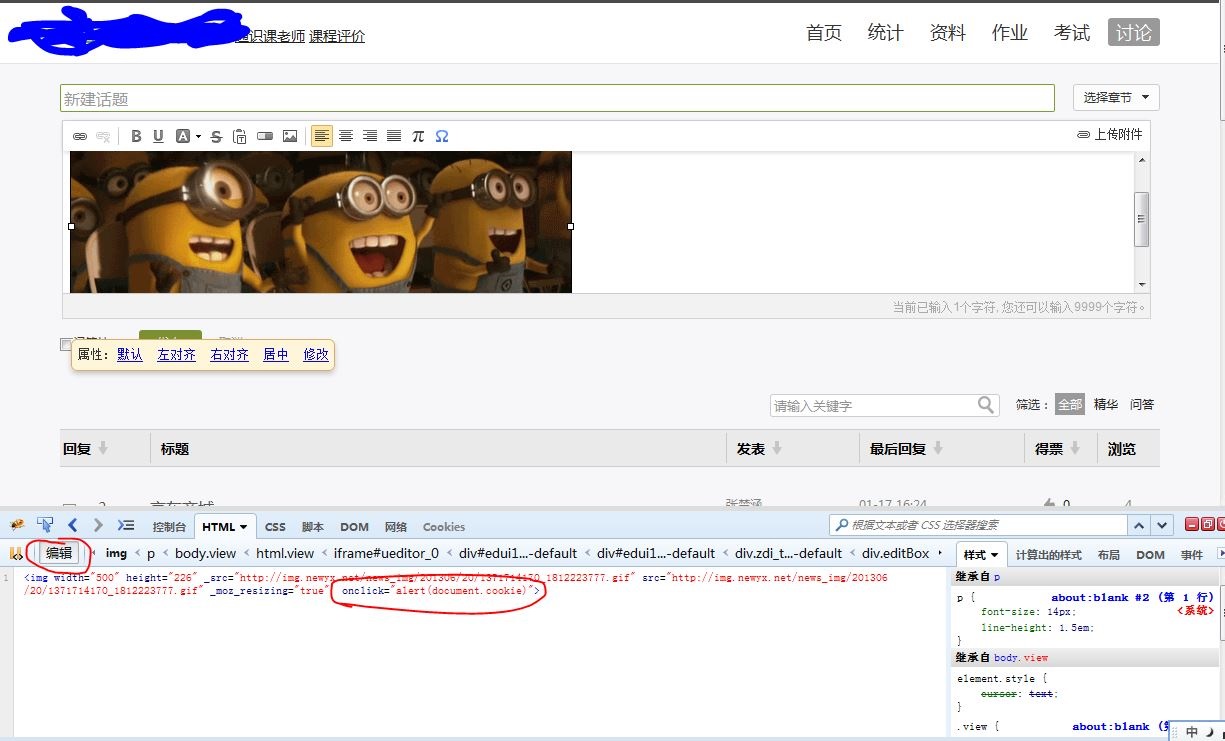 通识课老师 课程评价
首页 统计 资料 作业 考试 讨论
新建话题
选择章节
B U A S π Ω
上传附件
当前已输入1个字符, 您还可以输入9999个字符。
属性： 默认 左对齐 右对齐 居中 修改
请输入关键字
筛选： 全部 精华 问答
回复 标题 发表 最后回复 得票 浏览
01-17 16:24 0 4
控制台 HTML CSS 脚本 DOM 网络 Cookies
根据文本或者 CSS 选择器搜索
编辑 img < p < body.view < html.view < iframe#ueditor_0 < div#edui1...-default < div#edui1...-default < div.zdi_t...-default < div.editBox
样式 计算出的样式 布局 DOM 事件
1 <img width="500" height="226" _src="http://img.newyx.net/news_img/201306/20/1371714170_1812223777.gif" src="http://img.newyx.net/news_img/201306
/20/1371714170_1812223777.gif" _moz_resizing="true" onclick="alert(document.cookie)">
继承自 p
p { about:blank #2 (第 1 行)
font-size: 14px; <系统>
line-height: 1.5em;
}
继承自 body.view
element.style {
cursor: text;
}
.view { about:blank
中